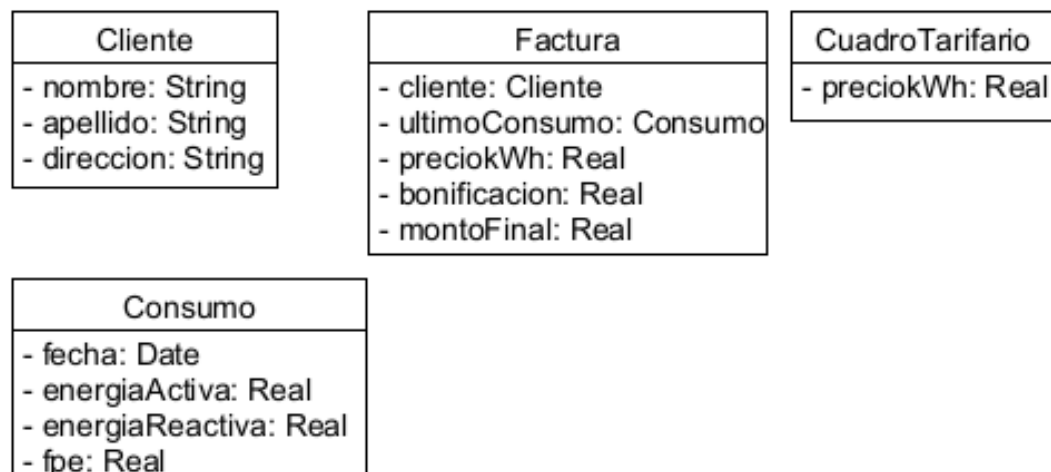 Cliente
- nombre: String
- apellido: String
- direccion: String
Factura
- cliente: Cliente
- ultimoConsumo: Consumo
- preciokWh: Real
- bonificacion: Real
- montoFinal: Real
CuadroTarifario
- preciokWh: Real
Consumo
- fecha: Date
- energiaActiva: Real
- energiaReactiva: Real
- fpe: Real